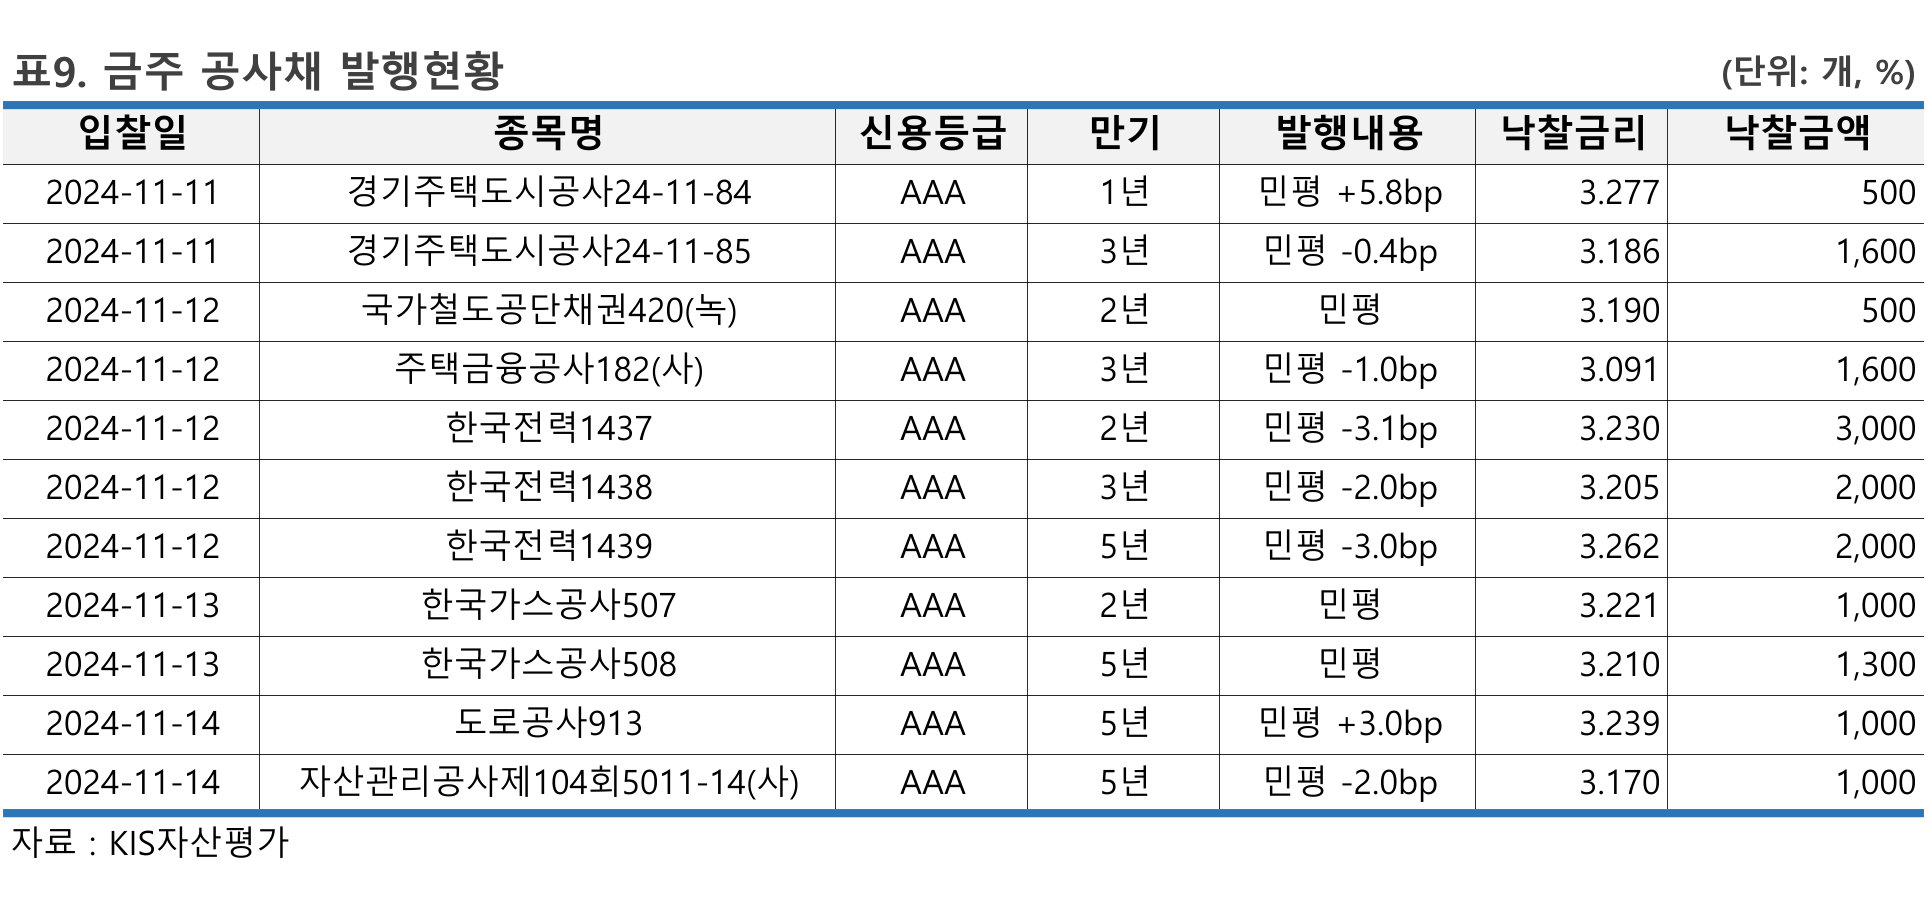 표9. 금주 공사채 발행현황 (단위: 개, %)
입찰일 종목명 신용등급 만기 발행내용 낙찰금리 낙찰금액
2024-11-11 경기주택도시공사24-11-84 AAA 1년 민평 +5.8bp 3.277 500
2024-11-11 경기주택도시공사24-11-85 AAA 3년 민평 -0.4bp 3.186 1,600
2024-11-12 국가철도공단채권420(녹) AAA 2년 민평 3.190 500
2024-11-12 주택금융공사182(사) AAA 3년 민평 -1.0bp 3.091 1,600
2024-11-12 한국전력1437 AAA 2년 민평 -3.1bp 3.230 3,000
2024-11-12 한국전력1438 AAA 3년 민평 -2.0bp 3.205 2,000
2024-11-12 한국전력1439 AAA 5년 민평 -3.0bp 3.262 2,000
2024-11-13 한국가스공사507 AAA 2년 민평 3.221 1,000
2024-11-13 한국가스공사508 AAA 5년 민평 3.210 1,300
2024-11-14 도로공사913 AAA 5년 민평 +3.0bp 3.239 1,000
2024-11-14 자산관리공사제104회5011-14(사) AAA 5년 민평 -2.0bp 3.170 1,000
자료 : KIS자산평가